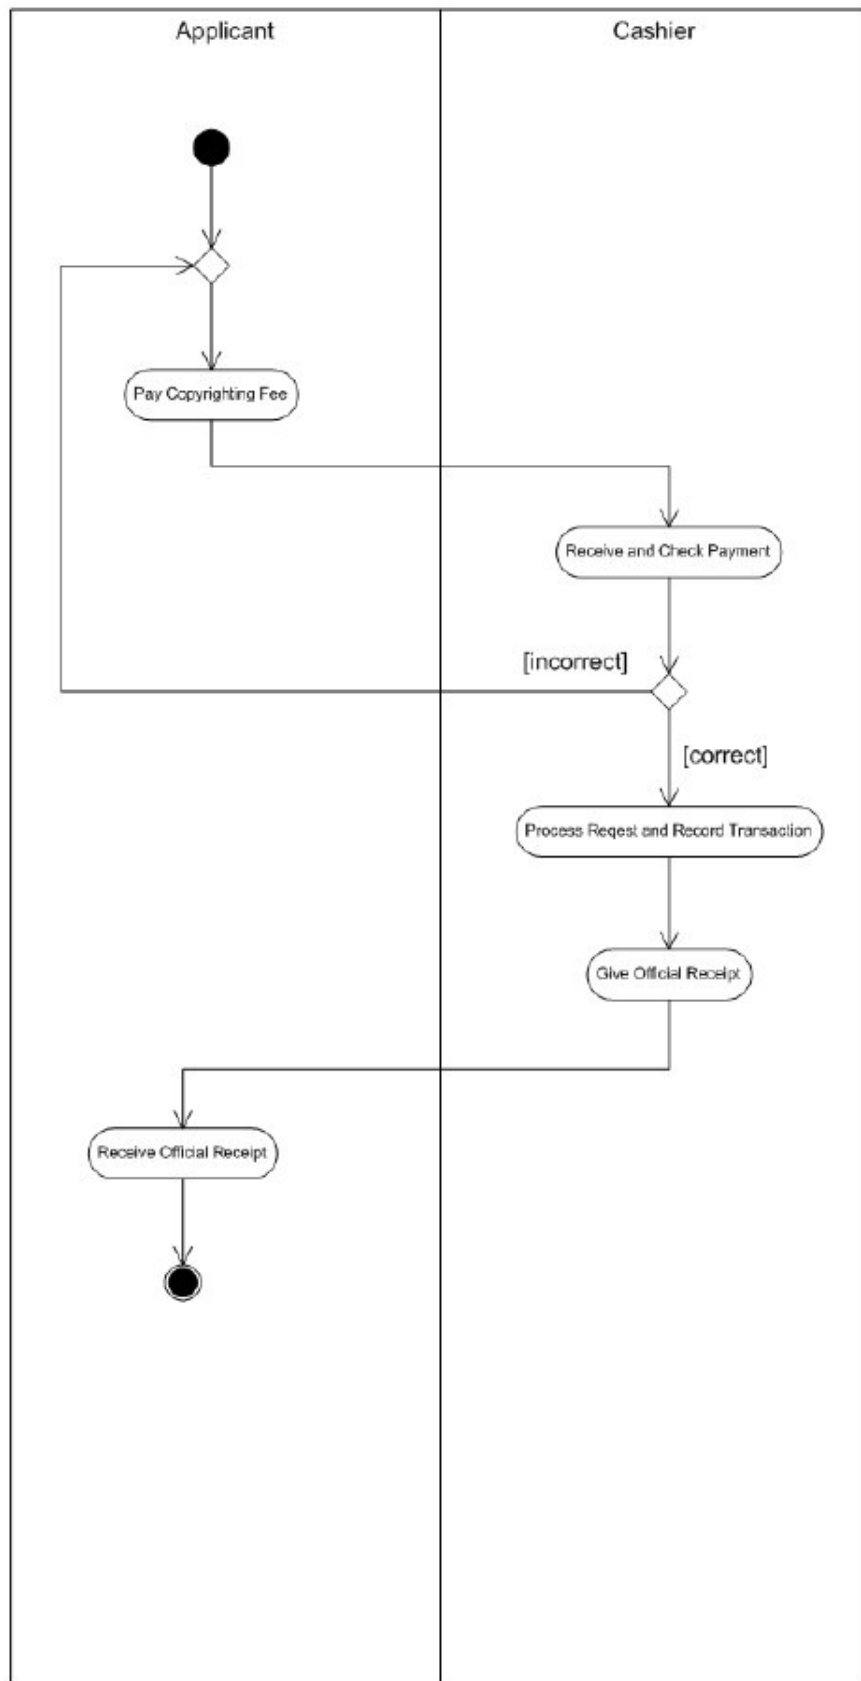 Applicant
Cashier
Pay Copyrighting Fee
Receive and Check Payment
[incorrect]
[correct]
Process Reqest and Record Transaction
Give Official Receipt
Receive Official Receipt